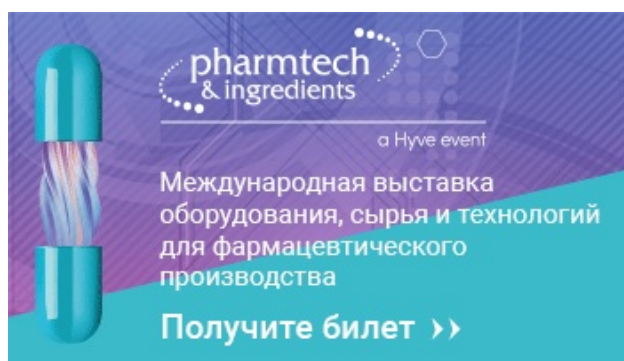 pharmtech
& ingredients
a Hyve event
Международная выставка
оборудования, сырья и технологий
для фармацевтического
производства
Получите билет ››